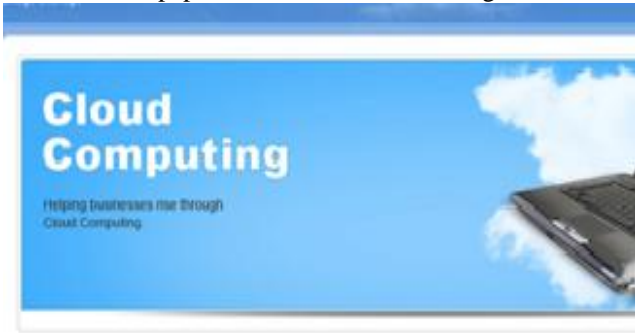 Cloud
Computing
Helping businesses rise through
Cloud Computing